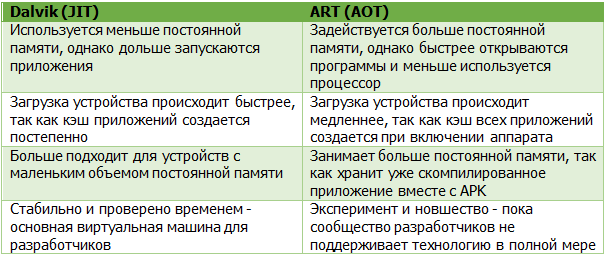 Dalvik (JIT)
ART (AOT)
Используется меньше постоянной
памяти, однако дольше запускаются
приложения
Задействуется больше постоянной
памяти, однако быстрее открываются
программы и меньше используется
процессор
Загрузка устройства происходит быстрее,
так как кэш приложений создается
постепенно
Загрузка устройства происходит
медленнее, так как кэш всех приложений
создается при включении аппарата
Больше подходит для устройств с
маленьким объемом постоянной памяти
Занимает больше постоянной памяти, так
как хранит уже скомпилированное
приложение вместе с APK
Стабильно и проверено временем -
основная виртуальная машина для
разработчиков
Эксперимент и новшество - пока
сообщество разработчиков не
поддерживает технологию в полной мере